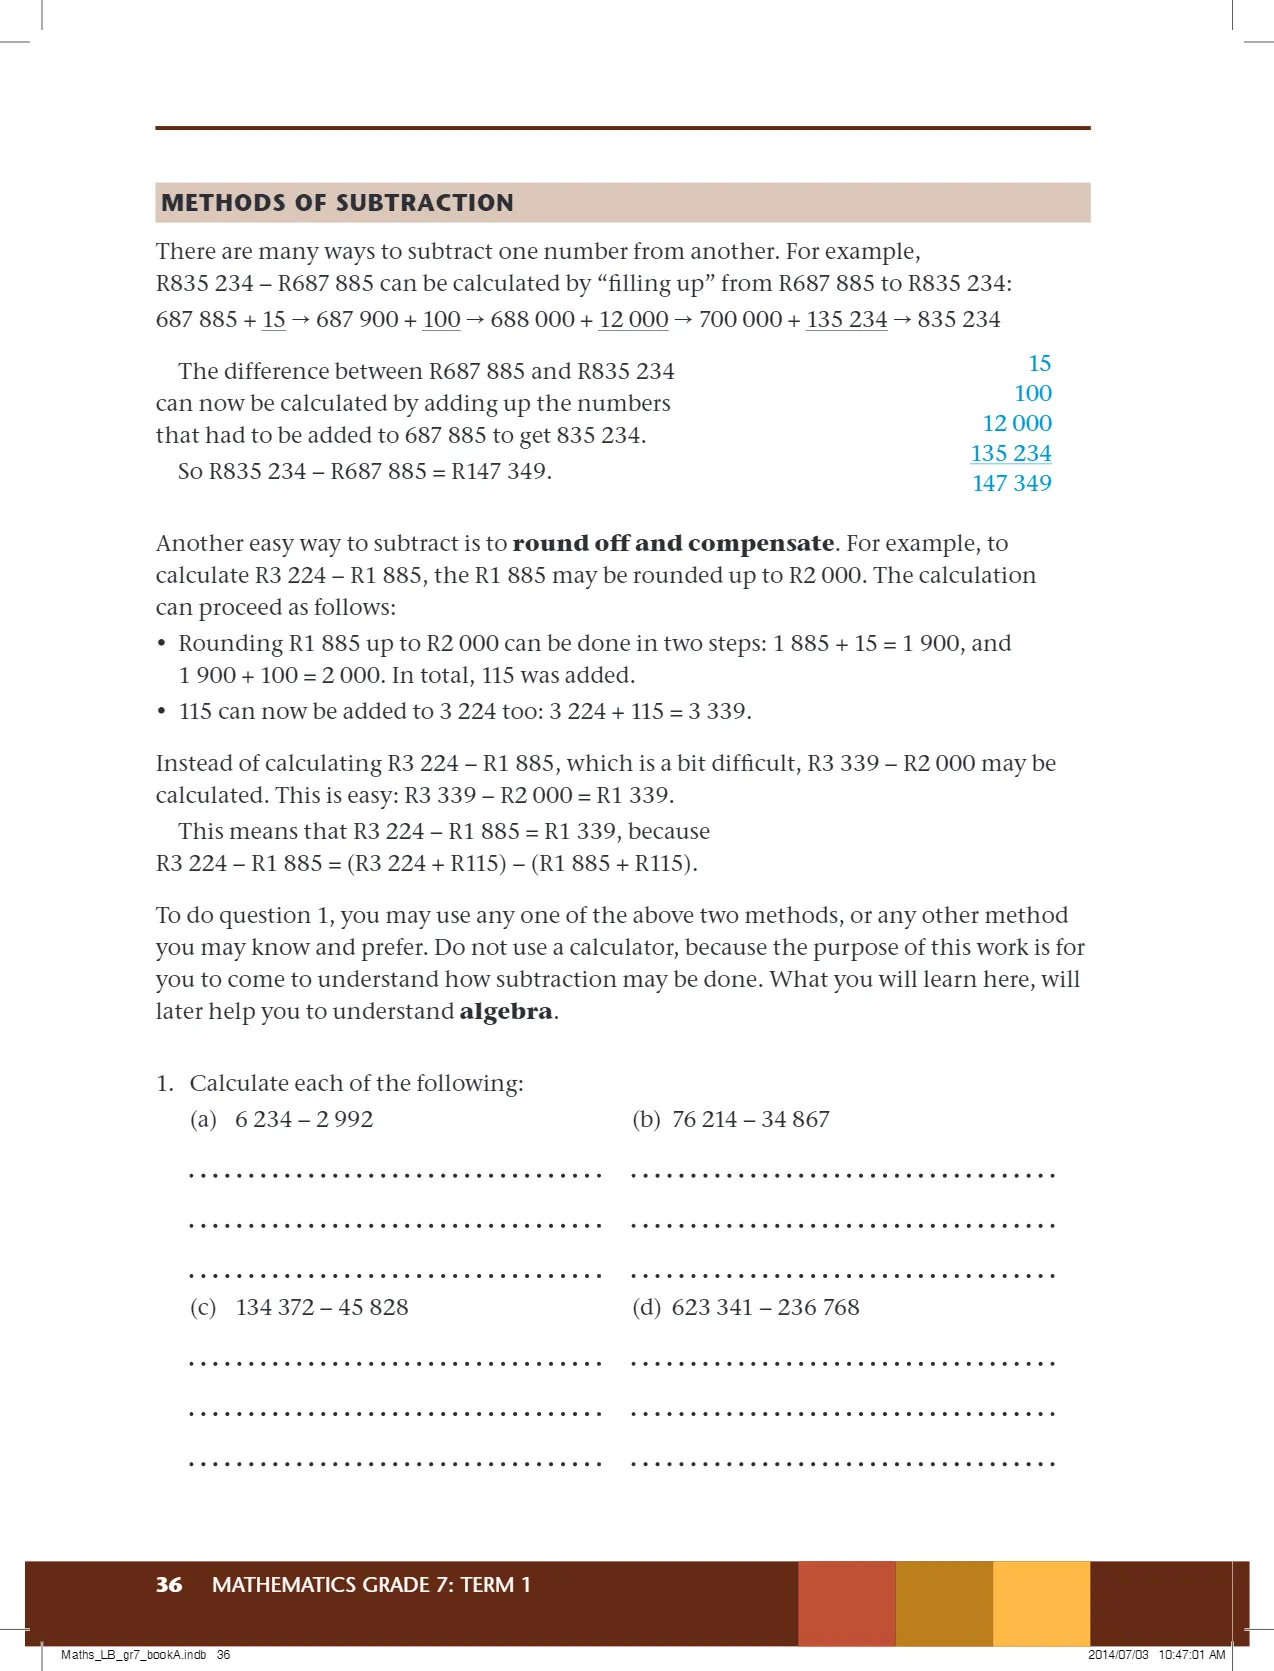 METHODS OF SUBTRACTION
There are many ways to subtract one number from another. For example,
R835 234 – R687 885 can be calculated by “filling up” from R687 885 to R835 234:
687 885 + 15 → 687 900 + 100 → 688 000 + 12 000 → 700 000 + 135 234 → 835 234
The difference between R687 885 and R835 234
can now be calculated by adding up the numbers
that had to be added to 687 885 to get 835 234.
So R835 234 – R687 885 = R147 349.
15
100
12 000
135 234
147 349
Another easy way to subtract is to round off and compensate. For example, to
calculate R3 224 – R1 885, the R1 885 may be rounded up to R2 000. The calculation
can proceed as follows:
• Rounding R1 885 up to R2 000 can be done in two steps: 1 885 + 15 = 1 900, and
1 900 + 100 = 2 000. In total, 115 was added.
• 115 can now be added to 3 224 too: 3 224 + 115 = 3 339.
Instead of calculating R3 224 – R1 885, which is a bit difficult, R3 339 – R2 000 may be
calculated. This is easy: R3 339 – R2 000 = R1 339.
This means that R3 224 – R1 885 = R1 339, because
R3 224 – R1 885 = (R3 224 + R115) – (R1 885 + R115).
To do question 1, you may use any one of the above two methods, or any other method
you may know and prefer. Do not use a calculator, because the purpose of this work is for
you to come to understand how subtraction may be done. What you will learn here, will
later help you to understand algebra.
1. Calculate each of the following:
(a) 6 234 – 2 992 (b) 76 214 – 34 867
(c) 134 372 – 45 828 (d) 623 341 – 236 768
36 MATHEMATICS GRADE 7: TERM 1
Maths_LB_gr7_bookA.indb 36 2014/07/03 10:47:01 AM